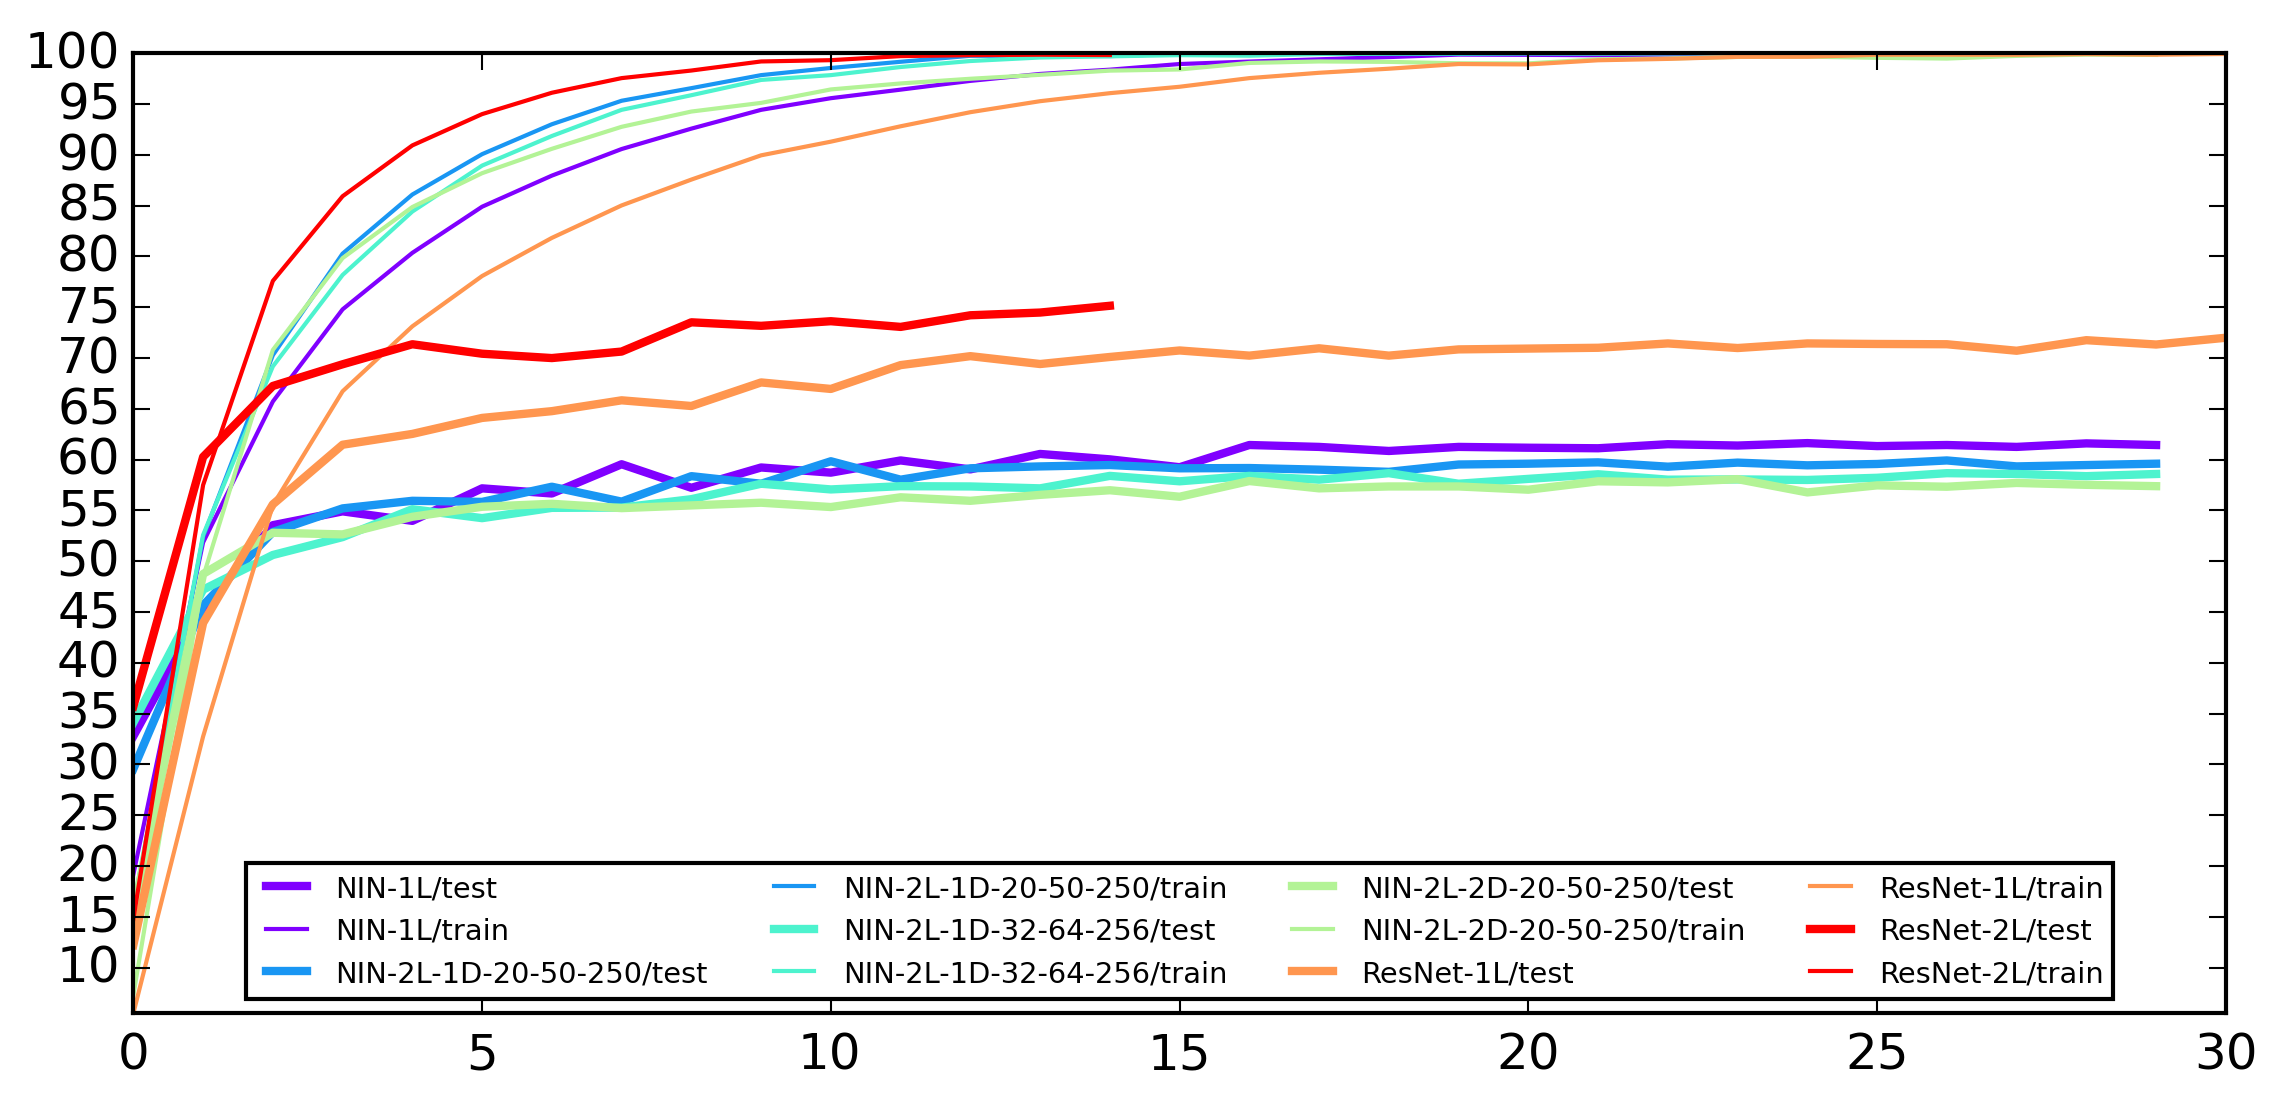 100
95
90
85
80
75
70
65
60
55
50
45
40
35
30
25
20
15
10
NIN-1L/test
NIN-1L/train
NIN-2L-1D-20-50-250/test
NIN-2L-1D-20-50-250/train
NIN-2L-1D-32-64-256/test
NIN-2L-1D-32-64-256/train
NIN-2L-2D-20-50-250/test
NIN-2L-2D-20-50-250/train
ResNet-1L/test
ResNet-1L/train
ResNet-2L/test
ResNet-2L/train
0 5 10 15 20 25 30